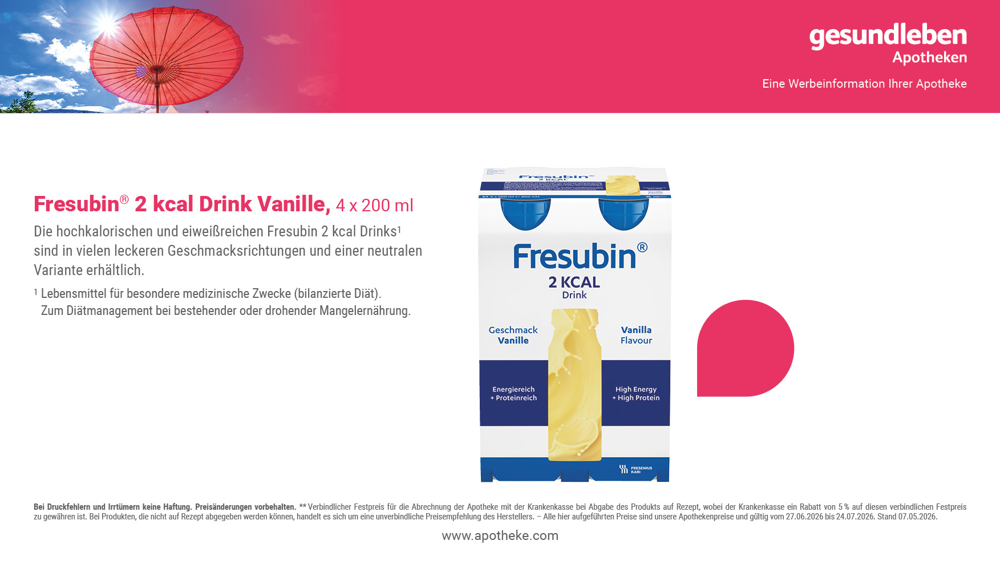 gesundleben
Apotheken
Eine Werbeinformation Ihrer Apotheke
Fresubin® 2 kcal Drink Vanille, 4 x 200 ml
Die hochkalorischen und eiweißreichen Fresubin 2 kcal Drinks¹
sind in vielen leckeren Geschmacksrichtungen und einer neutralen
Variante erhältlich.
¹ Lebensmittel für besondere medizinische Zwecke (bilanzierte Diät).
Zum Diätmanagement bei bestehender oder drohender Mangelernährung.
Fresubin®
2 KCAL
Fresubin®
2 KCAL
Drink
Geschmack
Vanille
Vanilla
Flavour
Energiereich
+ Proteinreich
High Energy
+ High Protein
FRESENIUS
KABI
Bei Druckfehlern und Irrtümern keine Haftung. Preisänderungen vorbehalten. ** Verbindlicher Festpreis für die Abrechnung der Apotheke mit der Krankenkasse bei Abgabe des Produkts auf Rezept, wobei der Krankenkasse ein Rabatt von 5 % auf diesen verbindlichen Festpreis
zu gewähren ist. Bei Produkten, die nicht auf Rezept abgegeben werden können, handelt es sich um eine unverbindliche Preisempfehlung des Herstellers. – Alle hier aufgeführten Preise sind unsere Apothekenpreise und gültig vom 27.06.2026 bis 24.07.2026. Stand 07.05.2026.
www.apotheke.com